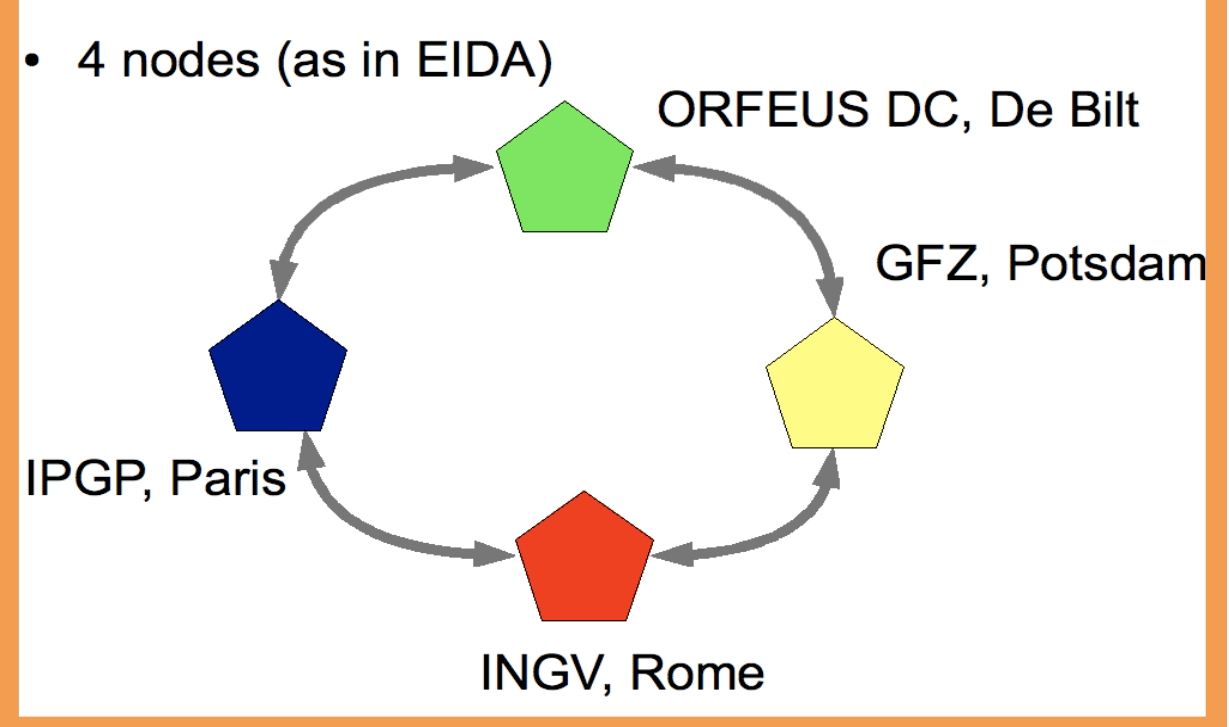 • 4 nodes (as in EIDA)
ORFEUS DC, De Bilt
GFZ, Potsdam
IPGP, Paris
INGV, Rome